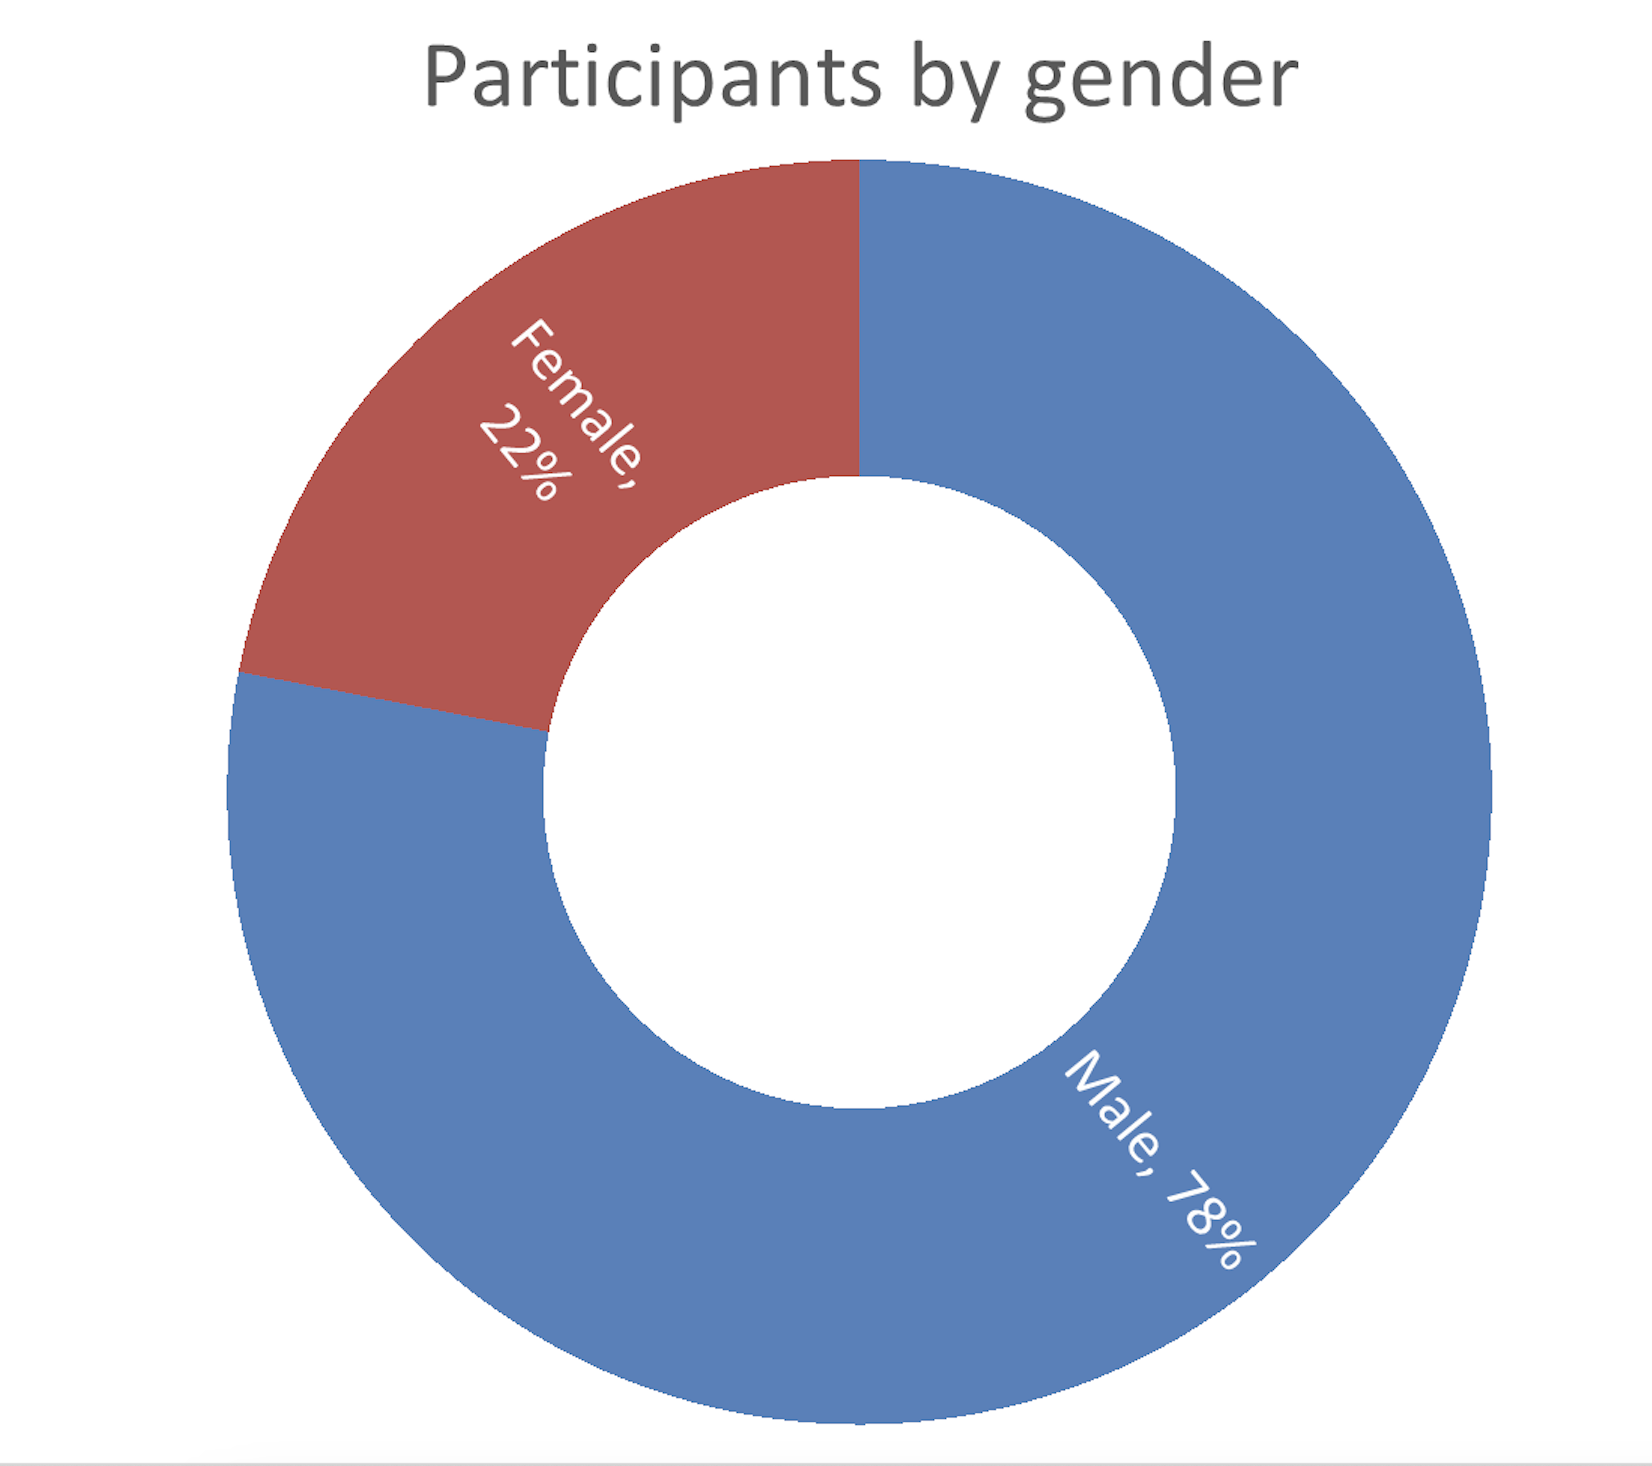 Participants by gender
Female,
22%
Male, 78%